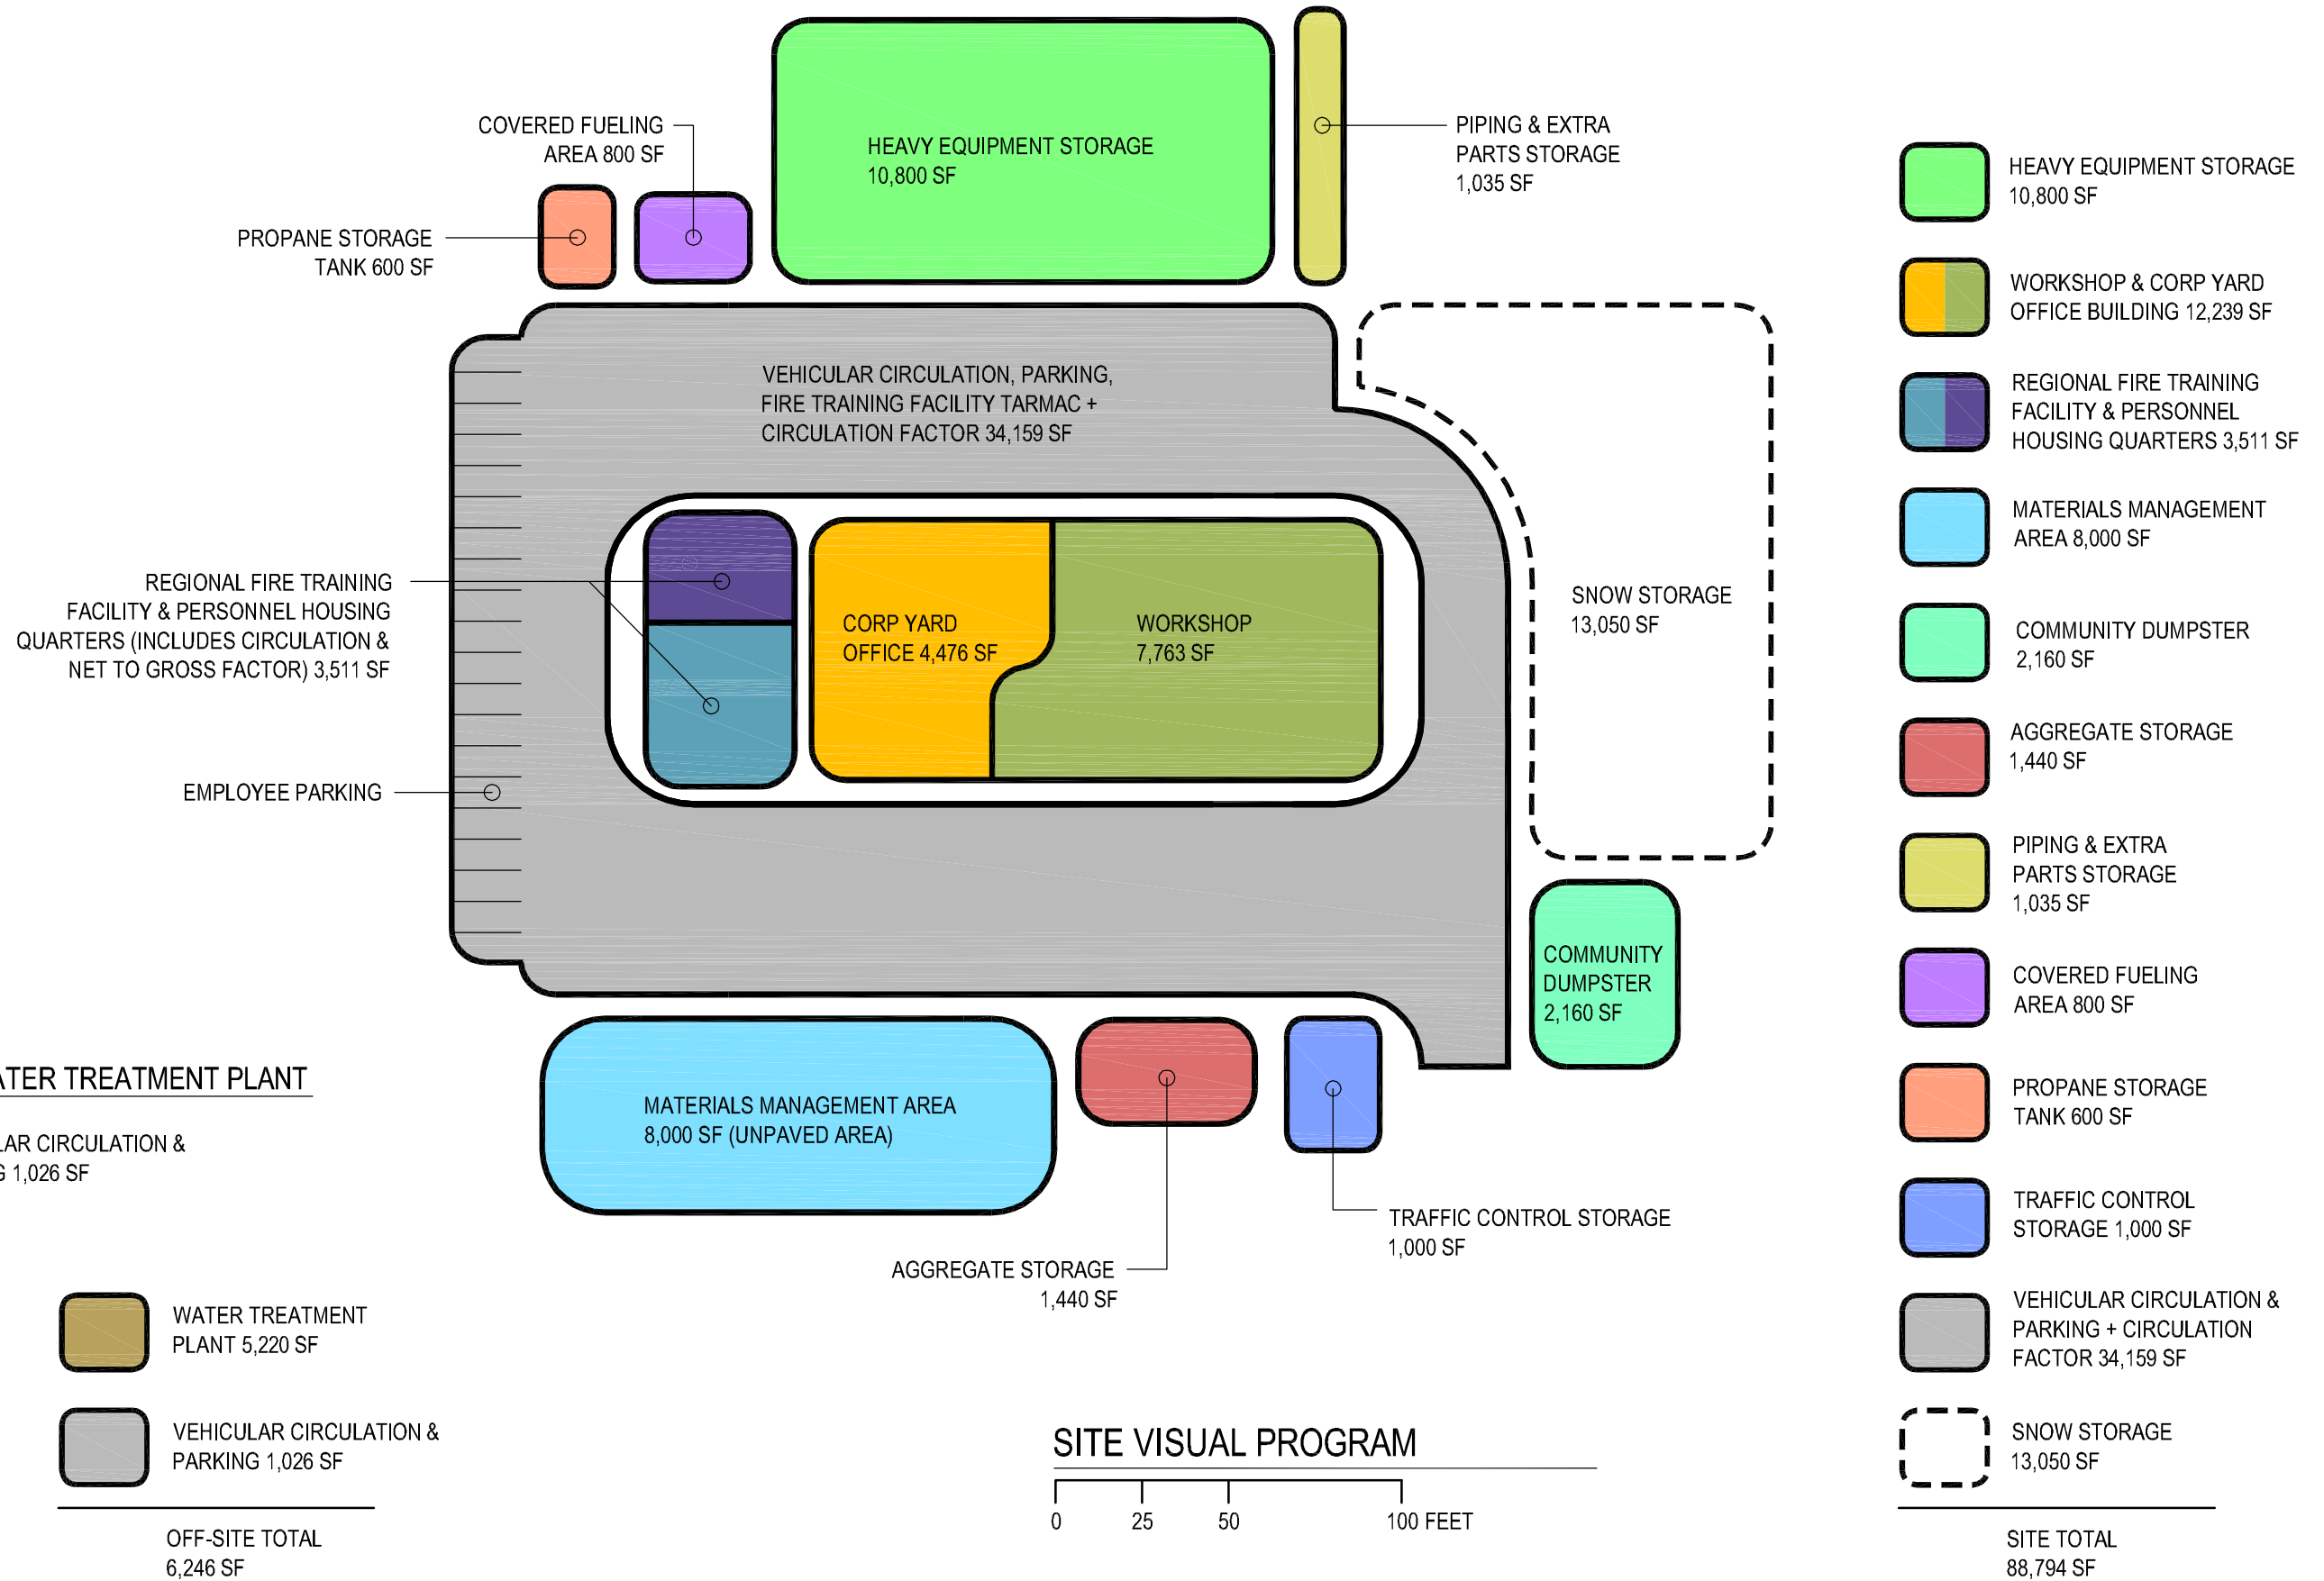 COVERED FUELING
AREA 800 SF
HEAVY EQUIPMENT STORAGE
10,800 SF
PIPING & EXTRA
PARTS STORAGE
1,035 SF
PROPANE STORAGE
TANK 600 SF
VEHICULAR CIRCULATION, PARKING,
FIRE TRAINING FACILITY TARMAC +
CIRCULATION FACTOR 34,159 SF
REGIONAL FIRE TRAINING
FACILITY & PERSONNEL HOUSING
QUARTERS (INCLUDES CIRCULATION &
NET TO GROSS FACTOR) 3,511 SF
CORP YARD
OFFICE 4,476 SF
WORKSHOP
7,763 SF
SNOW STORAGE
13,050 SF
EMPLOYEE PARKING
COMMUNITY
DUMPSTER
2,160 SF
MATERIALS MANAGEMENT AREA
8,000 SF (UNPAVED AREA)
AGGREGATE STORAGE
1,440 SF
TRAFFIC CONTROL STORAGE
1,000 SF
TREATMENT PLANT
CIRCULATION &
1,026 SF
WATER TREATMENT
PLANT 5,220 SF
VEHICULAR CIRCULATION &
PARKING 1,026 SF
OFF-SITE TOTAL
6,246 SF
SITE VISUAL PROGRAM
0 25 50 100 FEET
HEAVY EQUIPMENT STORAGE
10,800 SF
WORKSHOP & CORP YARD
OFFICE BUILDING 12,239 SF
REGIONAL FIRE TRAINING
FACILITY & PERSONNEL
HOUSING QUARTERS 3,511 SF
MATERIALS MANAGEMENT
AREA 8,000 SF
COMMUNITY DUMPSTER
2,160 SF
AGGREGATE STORAGE
1,440 SF
PIPING & EXTRA
PARTS STORAGE
1,035 SF
COVERED FUELING
AREA 800 SF
PROPANE STORAGE
TANK 600 SF
TRAFFIC CONTROL
STORAGE 1,000 SF
VEHICULAR CIRCULATION &
PARKING + CIRCULATION
FACTOR 34,159 SF
SNOW STORAGE
13,050 SF
SITE TOTAL
88,794 SF